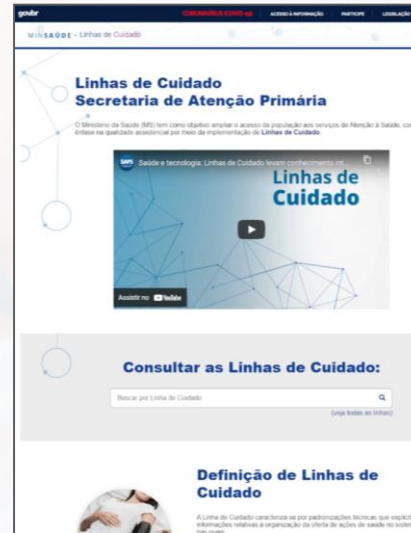 govbr CORONAVÍRUS (COVID-19) ACESSO À INFORMAÇÃO PARTICIPE LEGISLAÇÃO
MINSAÚDE - Linhas de Cuidado
Linhas de Cuidado
Secretaria de Atenção Primária
O Ministério da Saúde (MS) tem como objetivo ampliar o acesso da população aos serviços de Atenção à Saúde, com
ênfase na qualidade assistencial por meio da implementação de Linhas de Cuidado.
SAPS Saúde e tecnologia: Linhas de Cuidado levam conhecimento int...
Linhas de
Cuidado
Assistir no YouTube
Consultar as Linhas de Cuidado:
Buscar por Linha de Cuidado
(veja todas as linhas)
Definição de Linhas de
Cuidado
A Linha de Cuidado caracteriza-se por padronizações técnicas que explicit
informações relativas à organização da oferta de ações de saúde no sistem